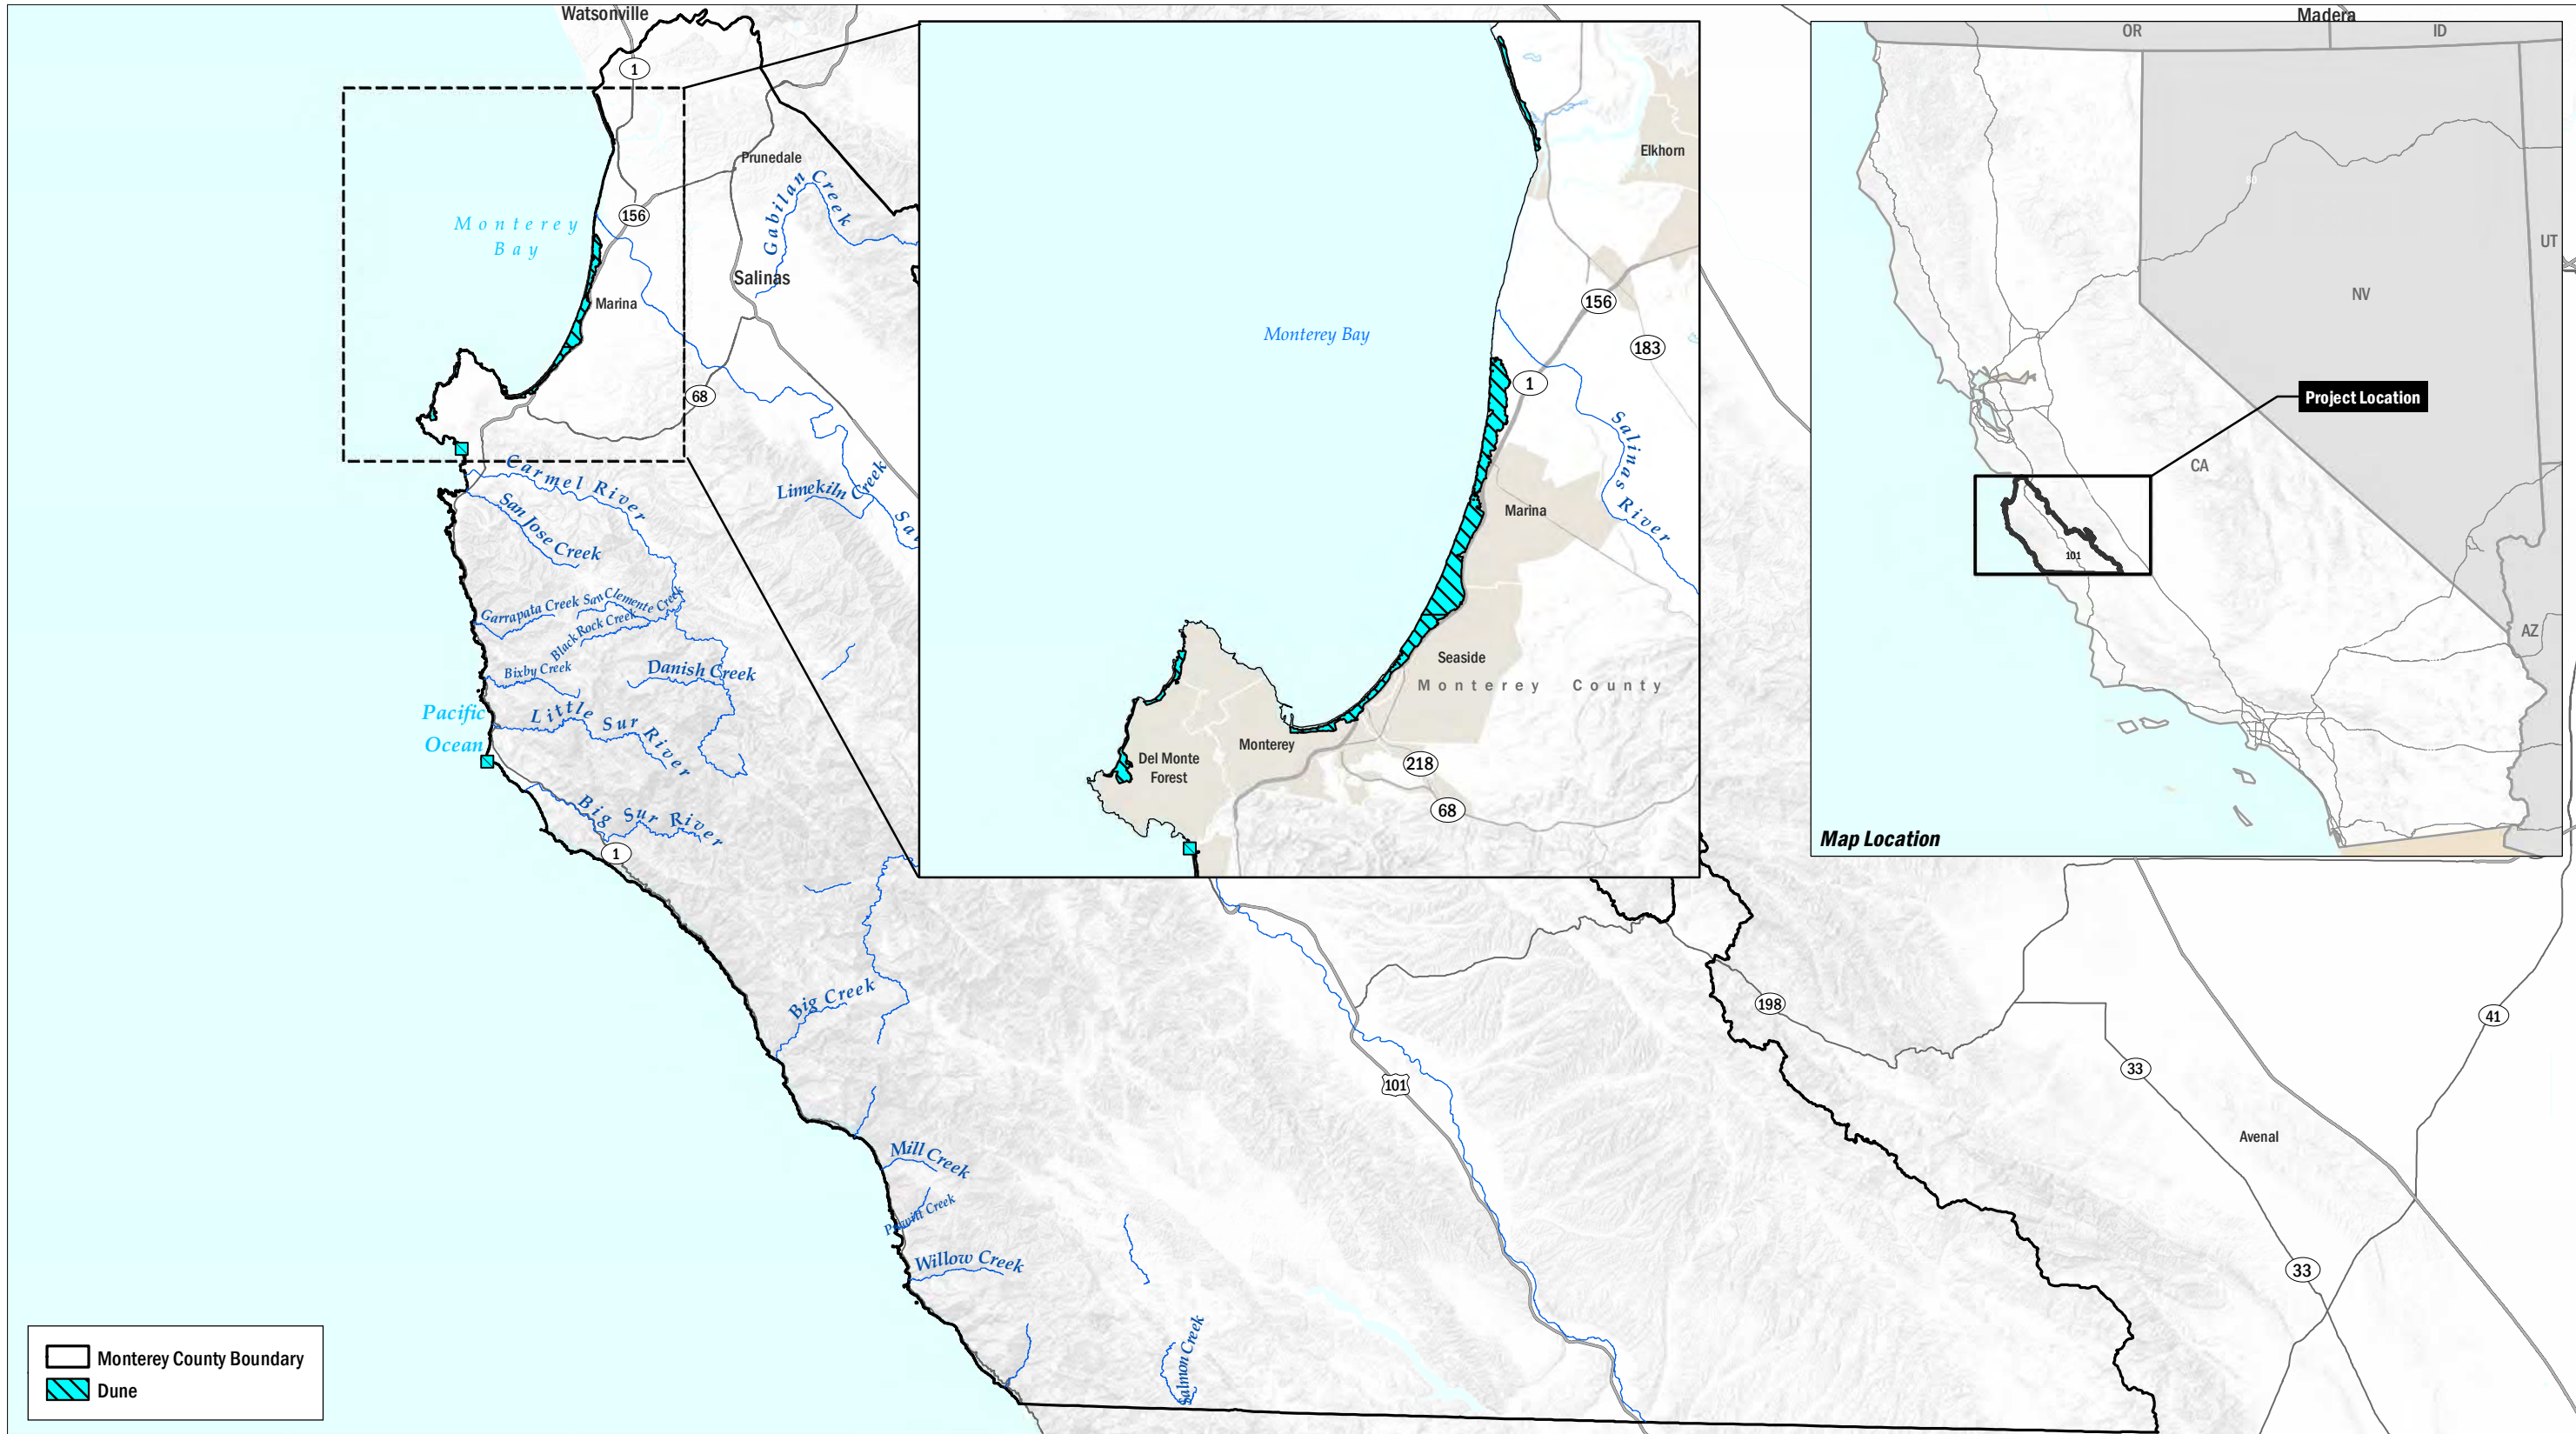 Watsonville
1
Prunedale
Gabilan Creek
Monterey
Bay
156
Salinas
Marina
68
Carmel River
San Jose Creek
Limekiln Creek
Garrapata Creek
San Clemente Creek
Black Rock Creek
Bixby Creek
Danish Creek
Pacific
Ocean
Little Sur River
Big Sur River
1
Big Creek
Mill Creek
Willow Creek
Salmon Creek
101
198
33
41
Avenal
33
Madera
Elkhorn
Monterey Bay
156
183
1
Salinas River
Marina
Seaside
Monterey County
Monterey
Del Monte
Forest
218
68
OR
ID
80
UT
NV
Project Location
CA
101
AZ
Map Location
Monterey County Boundary
Dune